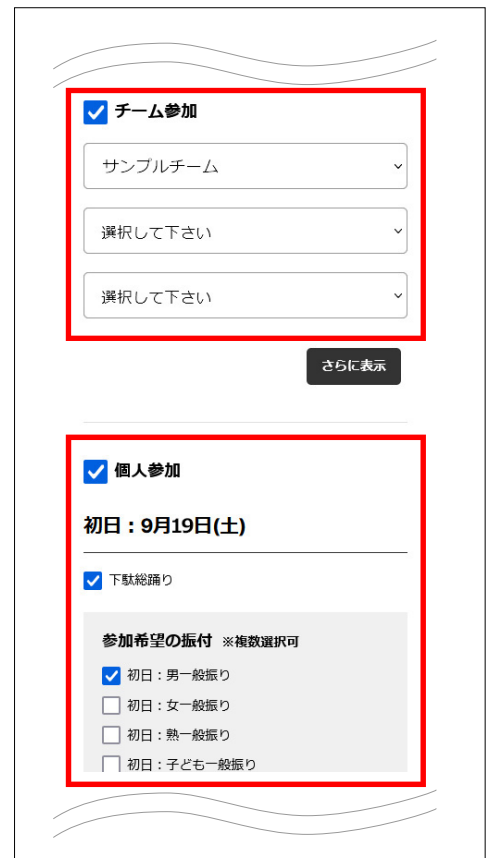 チーム参加
サンプルチーム
選択して下さい
選択して下さい
さらに表示
個人参加
初日：9月19日(土)
下駄総踊り
参加希望の振付 ※複数選択可
初日：男一般振り
初日：女一般振り
初日：熟一般振り
初日：子ども一般振り